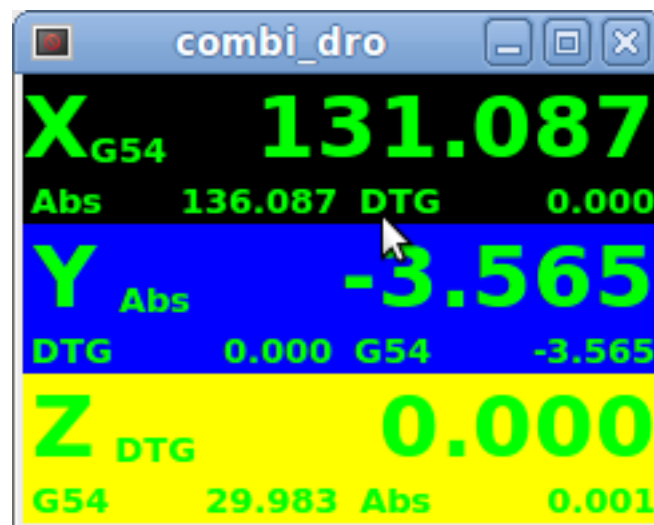 combi_dro
X G54 131.087
Abs 136.087 DTG 0.000
Y Abs -3.565
DTG 0.000 G54 -3.565
Z DTG 0.000
G54 29.983 Abs 0.001